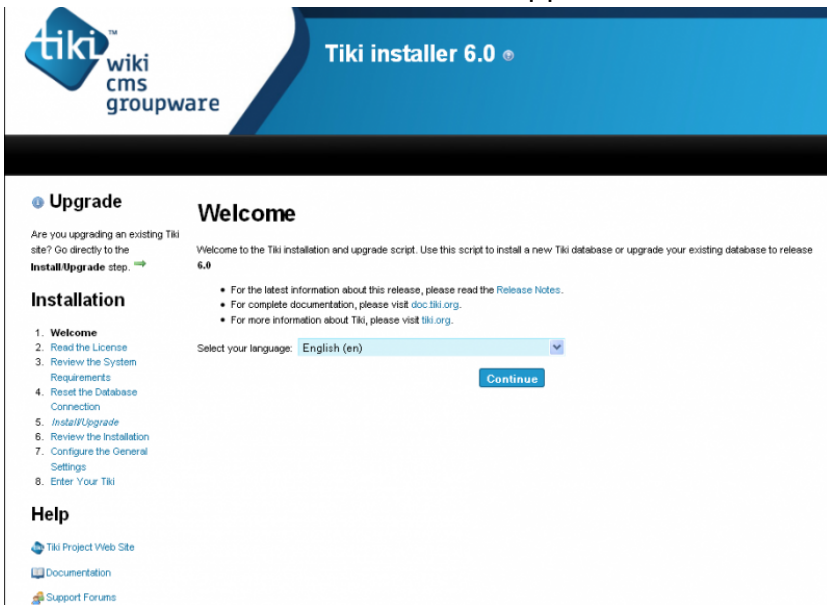 tiki™
wiki
cms
groupware
Tiki installer 6.0
Upgrade
Are you upgrading an existing Tiki
site? Go directly to the
Install/Upgrade step.
Installation
1. Welcome
2. Read the License
3. Review the System
Requirements
4. Reset the Database
Connection
5. Install/Upgrade
6. Review the Installation
7. Configure the General
Settings
8. Enter Your Tiki
Help
Tiki Project Web Site
Documentation
Support Forums
Welcome
Welcome to the Tiki installation and upgrade script. Use this script to install a new Tiki database or upgrade your existing database to release
6.0
• For the latest information about this release, please read the Release Notes.
• For complete documentation, please visit doc.tiki.org.
• For more information about Tiki, please visit tiki.org.
Select your language: English (en)
Continue